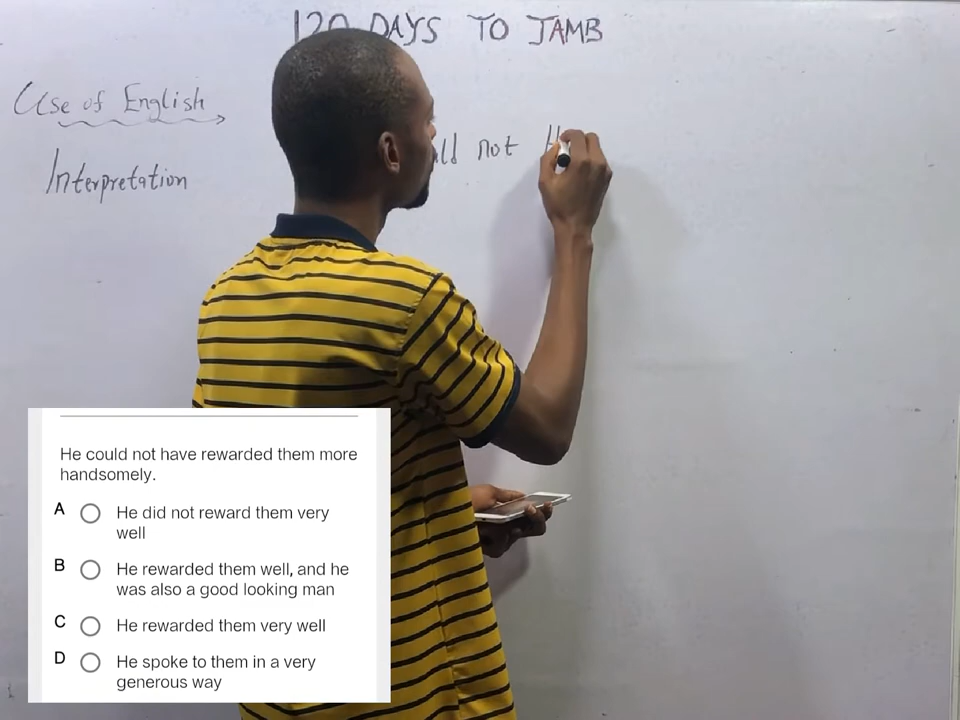 120 DAYS TO JAMB
Use of English
not
Interpretation
He could not have rewarded them more
handsomely.
A He did not reward them very
well
B He rewarded them well, and he
was also a good looking man
C He rewarded them very well
D He spoke to them in a very
generous way